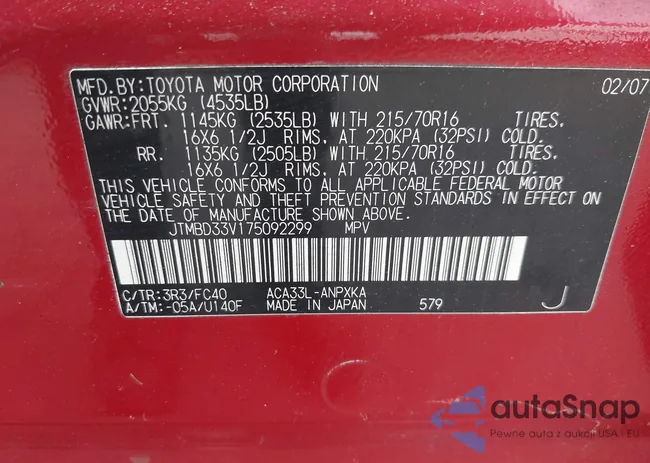 MFD.BY:TOYOTA MOTOR CORPORATION 02/07
GVWR:2055KG (4535LB)
GAWR:FRT. 1145KG (2535LB) WITH 215/70R16 TIRES,
16X6 1/2J RIMS, AT 220KPA (32PSI) COLD.
RR. 1135KG (2505LB) WITH 215/70R16 TIRES,
16X6 1/2J RIMS, AT 220KPA (32PSI) COLD.
THIS VEHICLE CONFORMS TO ALL APPLICABLE FEDERAL MOTOR
VEHICLE SAFETY AND THEFT PREVENTION STANDARDS IN EFFECT ON
THE DATE OF MANUFACTURE SHOWN ABOVE.
JTMBD33V175092299 MPV
C/TR:3R3/FC40 ACA33L-ANPXKA
A/TM:-05A/U140F MADE IN JAPAN 579 J
autaSnap
Pewne auta z aukcji USA - EU